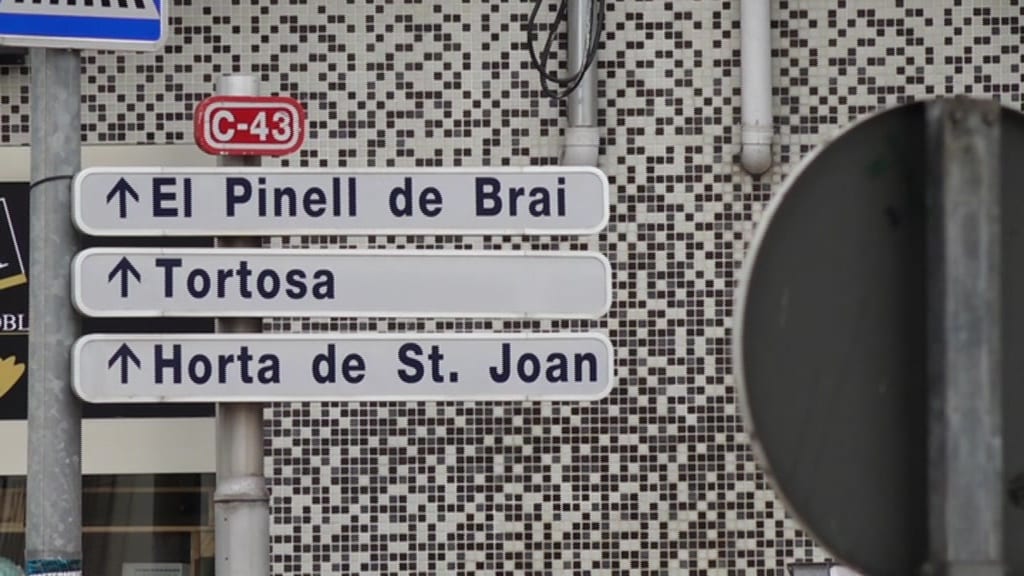 C-43
El Pinell de Brai
Tortosa
Horta de St. Joan